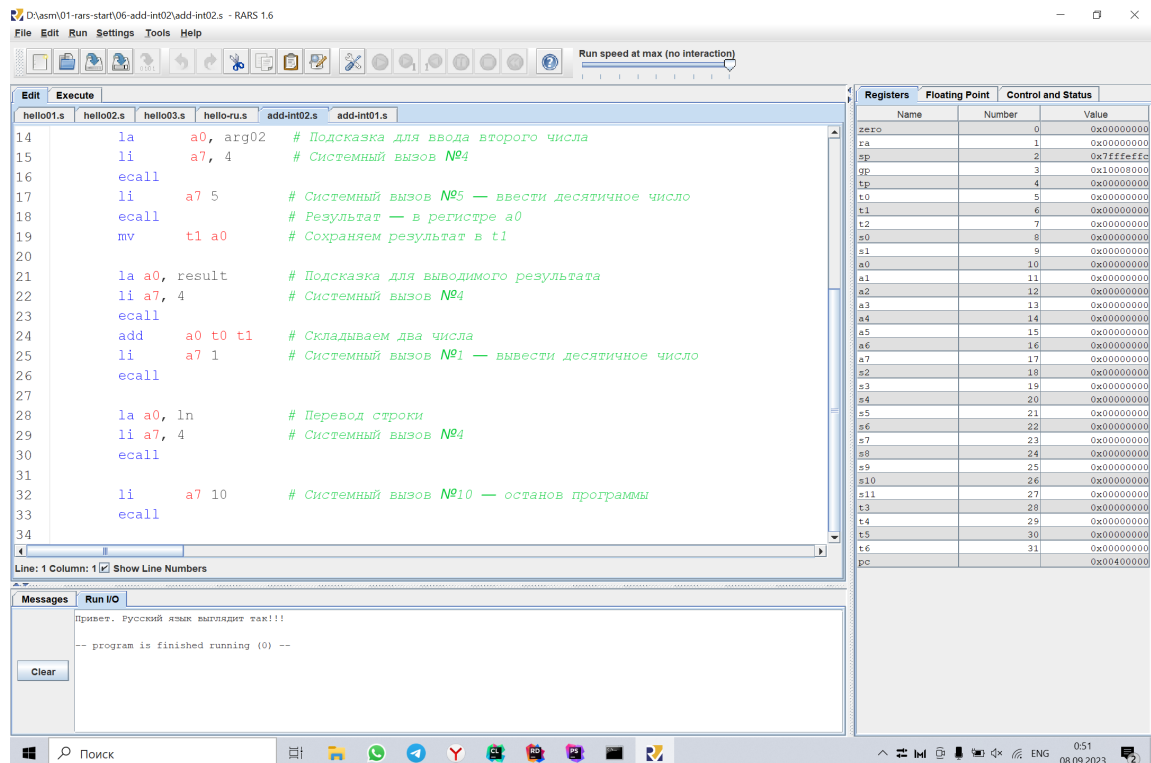 D:\asm\01-rars-start\06-add-int02\add-int02.s - RARS 1.6
File Edit Run Settings Tools Help
Run speed at max (no interaction)
Edit Execute
hello01.s hello02.s hello03.s hello-ru.s add-int02.s add-int01.s
14 la a0, arg02 # Подсказка для ввода второго числа
15 li a7, 4 # Системный вызов №4
16 ecall
17 li a7 5 # Системный вызов №5 — ввести десятичное число
18 ecall # Результат — в регистре a0
19 mv t1 a0 # Сохраняем результат в t1
20
21 la a0, result # Подсказка для выводимого результата
22 li a7, 4 # Системный вызов №4
23 ecall
24 add a0 t0 t1 # Складываем два числа
25 li a7 1 # Системный вызов №1 — вывести десятичное число
26 ecall
27
28 la a0, ln # Перевод строки
29 li a7, 4 # Системный вызов №4
30 ecall
31
32 li a7 10 # Системный вызов №10 — останов программы
33 ecall
34
Line: 1 Column: 1 Show Line Numbers
Messages Run I/O
Привет. Русский язык выглядит так!!!
-- program is finished running (0) --
Clear
Registers Floating Point Control and Status
Name Number Value
zero 0 0x00000000
ra 1 0x00000000
sp 2 0x7fffeffc
gp 3 0x10008000
tp 4 0x00000000
t0 5 0x00000000
t1 6 0x00000000
t2 7 0x00000000
s0 8 0x00000000
s1 9 0x00000000
a0 10 0x00000000
a1 11 0x00000000
a2 12 0x00000000
a3 13 0x00000000
a4 14 0x00000000
a5 15 0x00000000
a6 16 0x00000000
a7 17 0x00000000
s2 18 0x00000000
s3 19 0x00000000
s4 20 0x00000000
s5 21 0x00000000
s6 22 0x00000000
s7 23 0x00000000
s8 24 0x00000000
s9 25 0x00000000
s10 26 0x00000000
s11 27 0x00000000
t3 28 0x00000000
t4 29 0x00000000
t5 30 0x00000000
t6 31 0x00000000
pc 0x00400000
Поиск
CL RD PS
ENG
0:51
08.09.2023
2